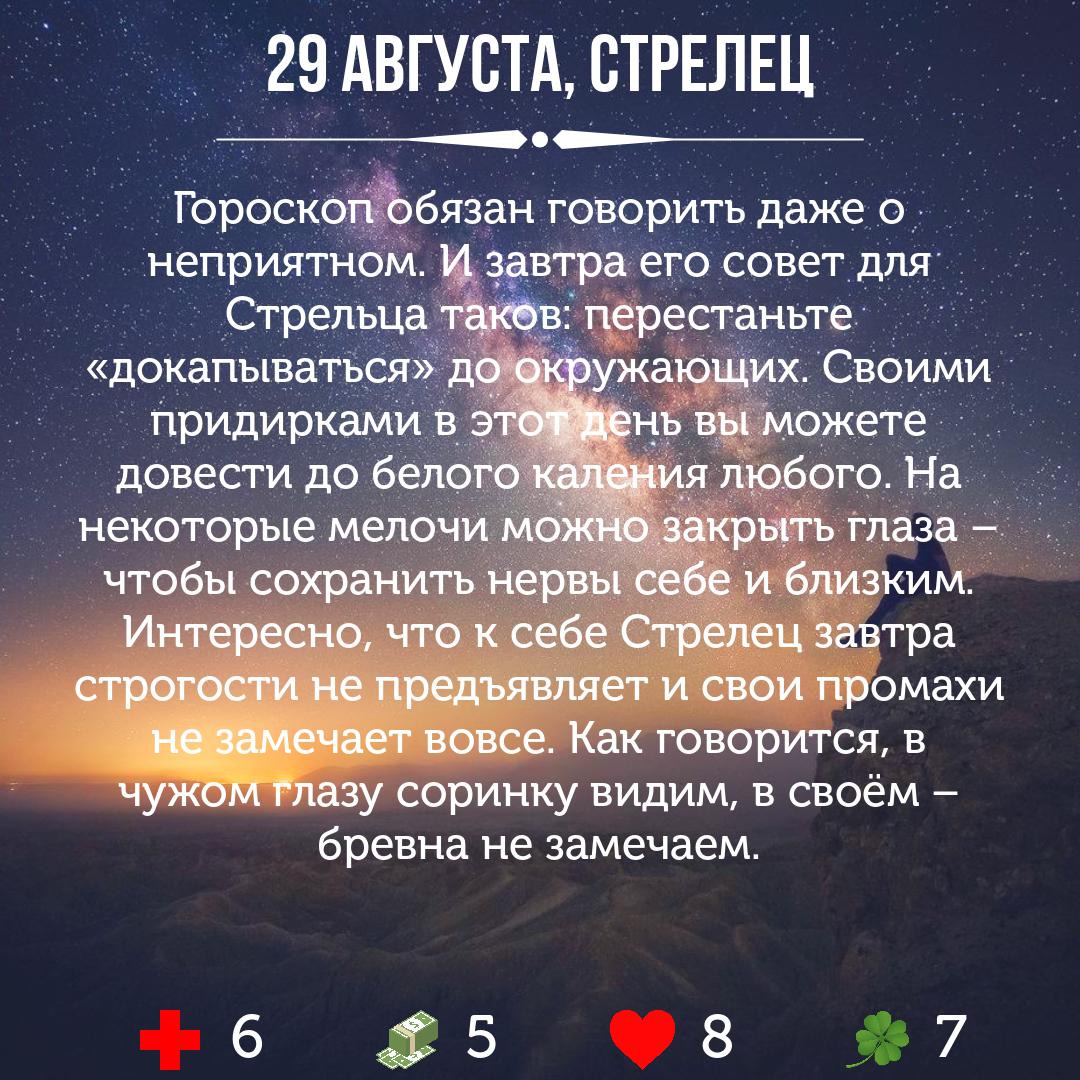 29 АВГУСТА, СТРЕЛЕЦ
Гороскоп обязан говорить даже о
неприятном. И завтра его совет для
Стрельца таков: перестаньте
«докапываться» до окружающих. Своими
придирками в этот день вы можете
довести до белого каления любого. На
некоторые мелочи можно закрыть глаза –
чтобы сохранить нервы себе и близким.
Интересно, что к себе Стрелец завтра
строгости не предъявляет и свои промахи
не замечает вовсе. Как говорится, в
чужом глазу соринку видим, в своём –
бревна не замечаем.
6 5 8 7